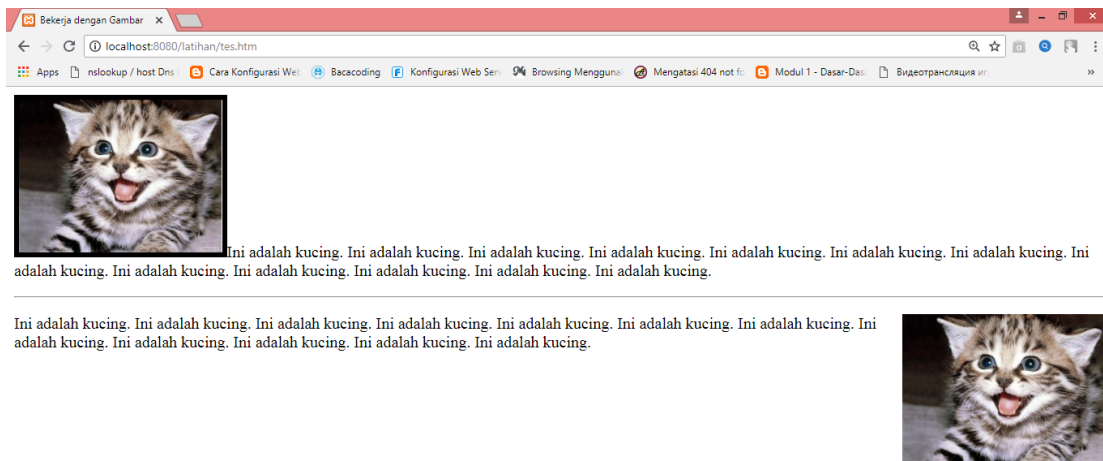 Bekerja dengan Gambar
localhost:8080/latihan/tes.htm
Apps nslookup / host Dns Cara Konfigurasi Web Bacacoding Konfigurasi Web Serv Browsing Menggunal Mengatasi 404 not fo Modul 1 - Dasar-Das Видеотрансляция иг »
Ini adalah kucing. Ini adalah kucing. Ini adalah kucing. Ini adalah kucing. Ini adalah kucing. Ini adalah kucing. Ini adalah kucing. Ini
adalah kucing. Ini adalah kucing. Ini adalah kucing. Ini adalah kucing. Ini adalah kucing. Ini adalah kucing.
Ini adalah kucing. Ini adalah kucing. Ini adalah kucing. Ini adalah kucing. Ini adalah kucing. Ini adalah kucing. Ini adalah kucing. Ini
adalah kucing. Ini adalah kucing. Ini adalah kucing. Ini adalah kucing. Ini adalah kucing.